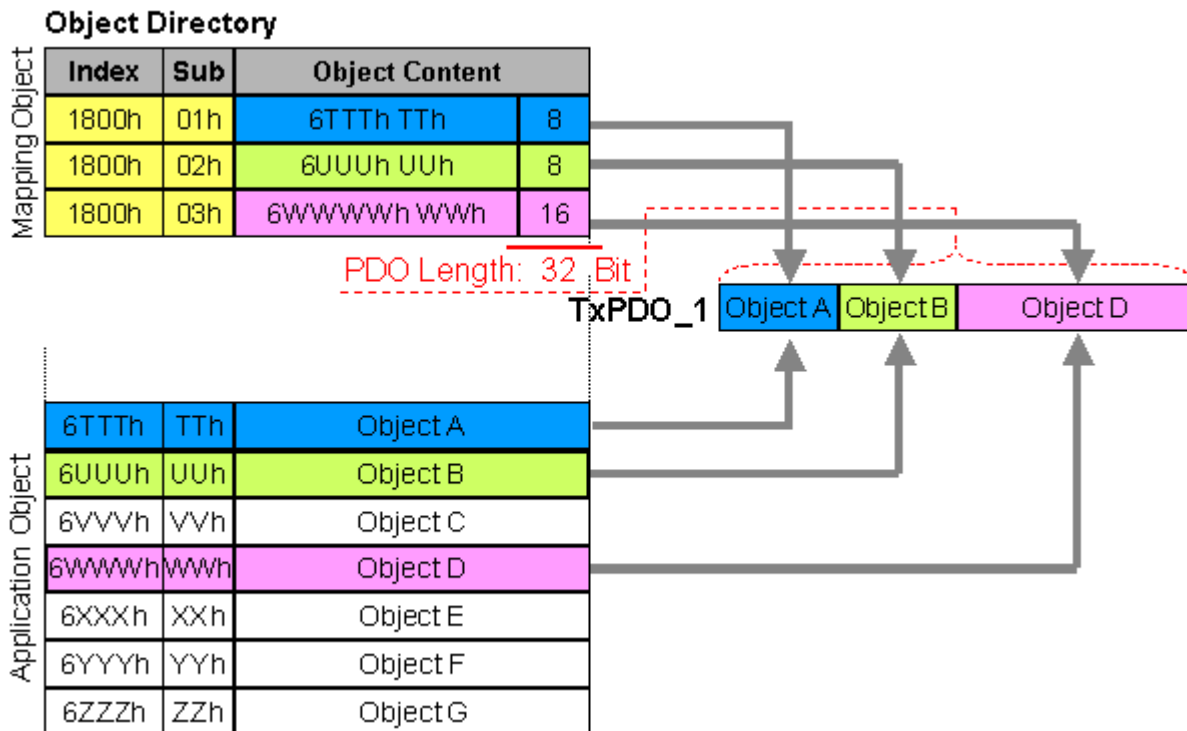 Object Directory
Mapping Object
Index Sub Object Content
1800h 01h 6TTTh TTh 8
1800h 02h 6UUUh UUh 8
1800h 03h 6WWWWh WWh 16
PDO Length: 32 Bit
TxPDO_1 Object A Object B Object D
Application Object
6TTTh TTh Object A
6UUUh UUh Object B
6VVVh VVh Object C
6WWWh WWh Object D
6XXXh XXh Object E
6YYYh YYh Object F
6ZZZh ZZh Object G